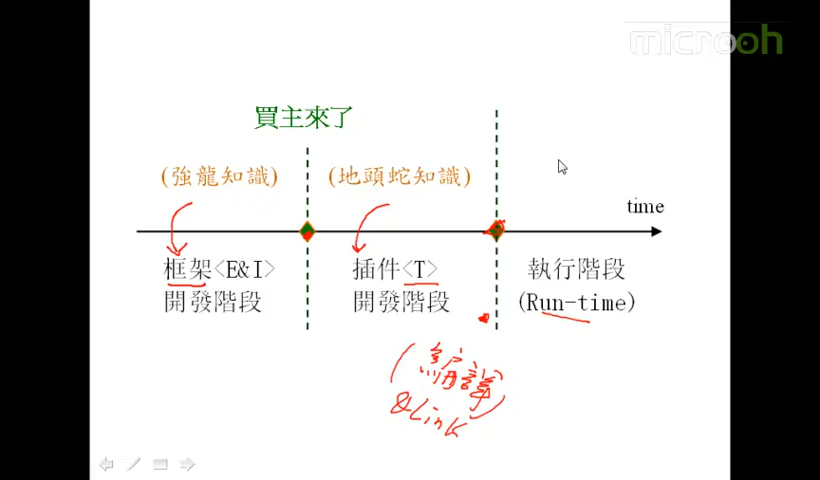 microoh
買主來了
(強龍知識) (地頭蛇知識)
time
框架<E&I> 插件<T> 執行階段
開發階段 開發階段 (Run-time)
(編譯)
&Link